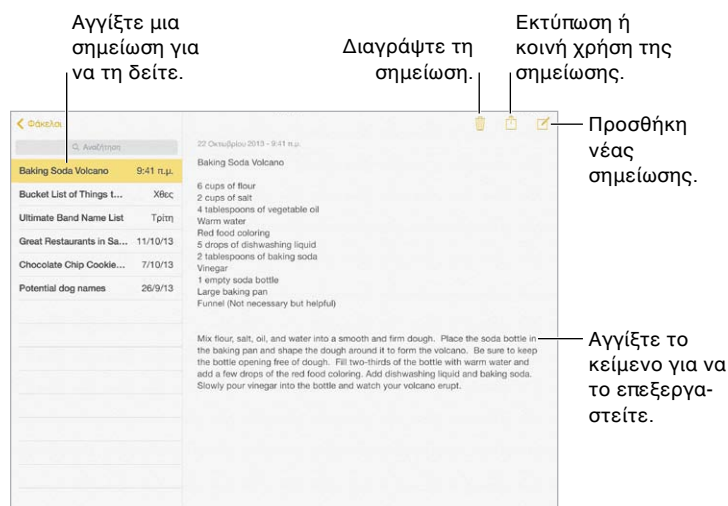 Αγγίξτε μια
σημείωση για
να τη δείτε.
Διαγράψτε τη
σημείωση.
Εκτύπωση ή
κοινή χρήση της
σημείωσης.
Προσθήκη
νέας
σημείωσης.
Φάκελοι
Αναζήτηση
Baking Soda Volcano 9:41 π.μ.
Bucket List of Things t... Χθες
Ultimate Band Name List Τρίτη
Great Restaurants in Sa... 11/10/13
Chocolate Chip Cookie... 7/10/13
Potential dog names 26/9/13
22 Οκτωβρίου 2013 - 9:41 π.μ.
Baking Soda Volcano
6 cups of flour
2 cups of salt
4 tablespoons of vegetable oil
Warm water
Red food coloring
5 drops of dishwashing liquid
2 tablespoons of baking soda
Vinegar
1 empty soda bottle
Large baking pan
Funnel (Not necessary but helpful)
Mix flour, salt, oil, and water into a smooth and firm dough. Place the soda bottle in
the baking pan and shape the dough around it to form the volcano. Be sure to keep
the bottle opening free of dough. Fill two-thirds of the bottle with warm water and
add a few drops of the red food coloring. Add dishwashing liquid and baking soda.
Slowly pour vinegar into the bottle and watch your volcano erupt.
Αγγίξτε το
κείμενο για να
το επεξεργα-
στείτε.